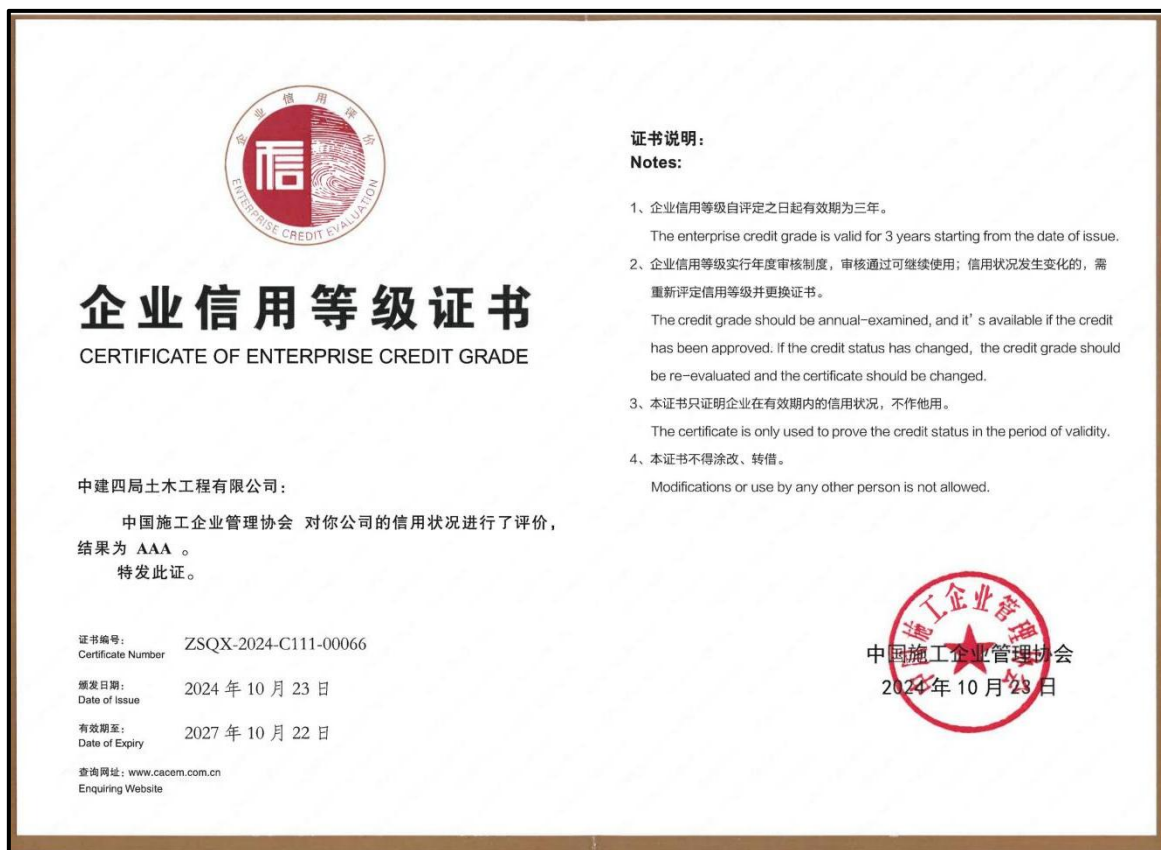 企业信用评价
信
ENTERPRISE CREDIT EVALUATION
企业信用等级证书
CERTIFICATE OF ENTERPRISE CREDIT GRADE
中建四局土木工程有限公司：
中国施工企业管理协会 对你公司的信用状况进行了评价，
结果为 AAA 。
特发此证。
证书编号：
Certificate Number
ZSQX-2024-C111-00066
颁发日期：
Date of Issue
2024 年 10 月 23 日
有效期至：
Date of Expiry
2027 年 10 月 22 日
查询网址：www.cacem.com.cn
Enquiring Website
证书说明：
Notes:
1、企业信用等级自评定之日起有效期为三年。
The enterprise credit grade is valid for 3 years starting from the date of issue.
2、企业信用等级实行年度审核制度，审核通过可继续使用；信用状况发生变化的，需
重新评定信用等级并更换证书。
The credit grade should be annual-examined, and it' s available if the credit
has been approved. If the credit status has changed, the credit grade should
be re-evaluated and the certificate should be changed.
3、本证书只证明企业在有效期内的信用状况，不作他用。
The certificate is only used to prove the credit status in the period of validity.
4、本证书不得涂改、转借。
Modifications or use by any other person is not allowed.
中国施工企业管理协会
中国施工企业管理协会
2024 年 10 月 23 日